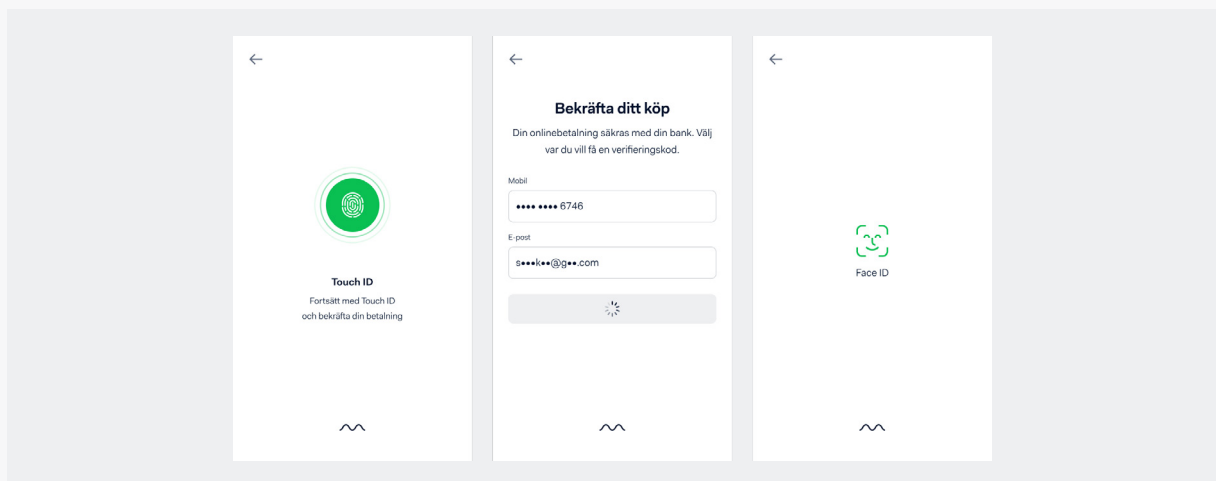 Touch ID
Fortsätt med Touch ID
och bekräfta din betalning
Bekräfta ditt köp
Din onlinebetalning säkras med din bank. Välj
var du vill få en verifieringskod.
Mobil
•••• •••• 6746
E-post
s•••k••@g••.com
Face ID